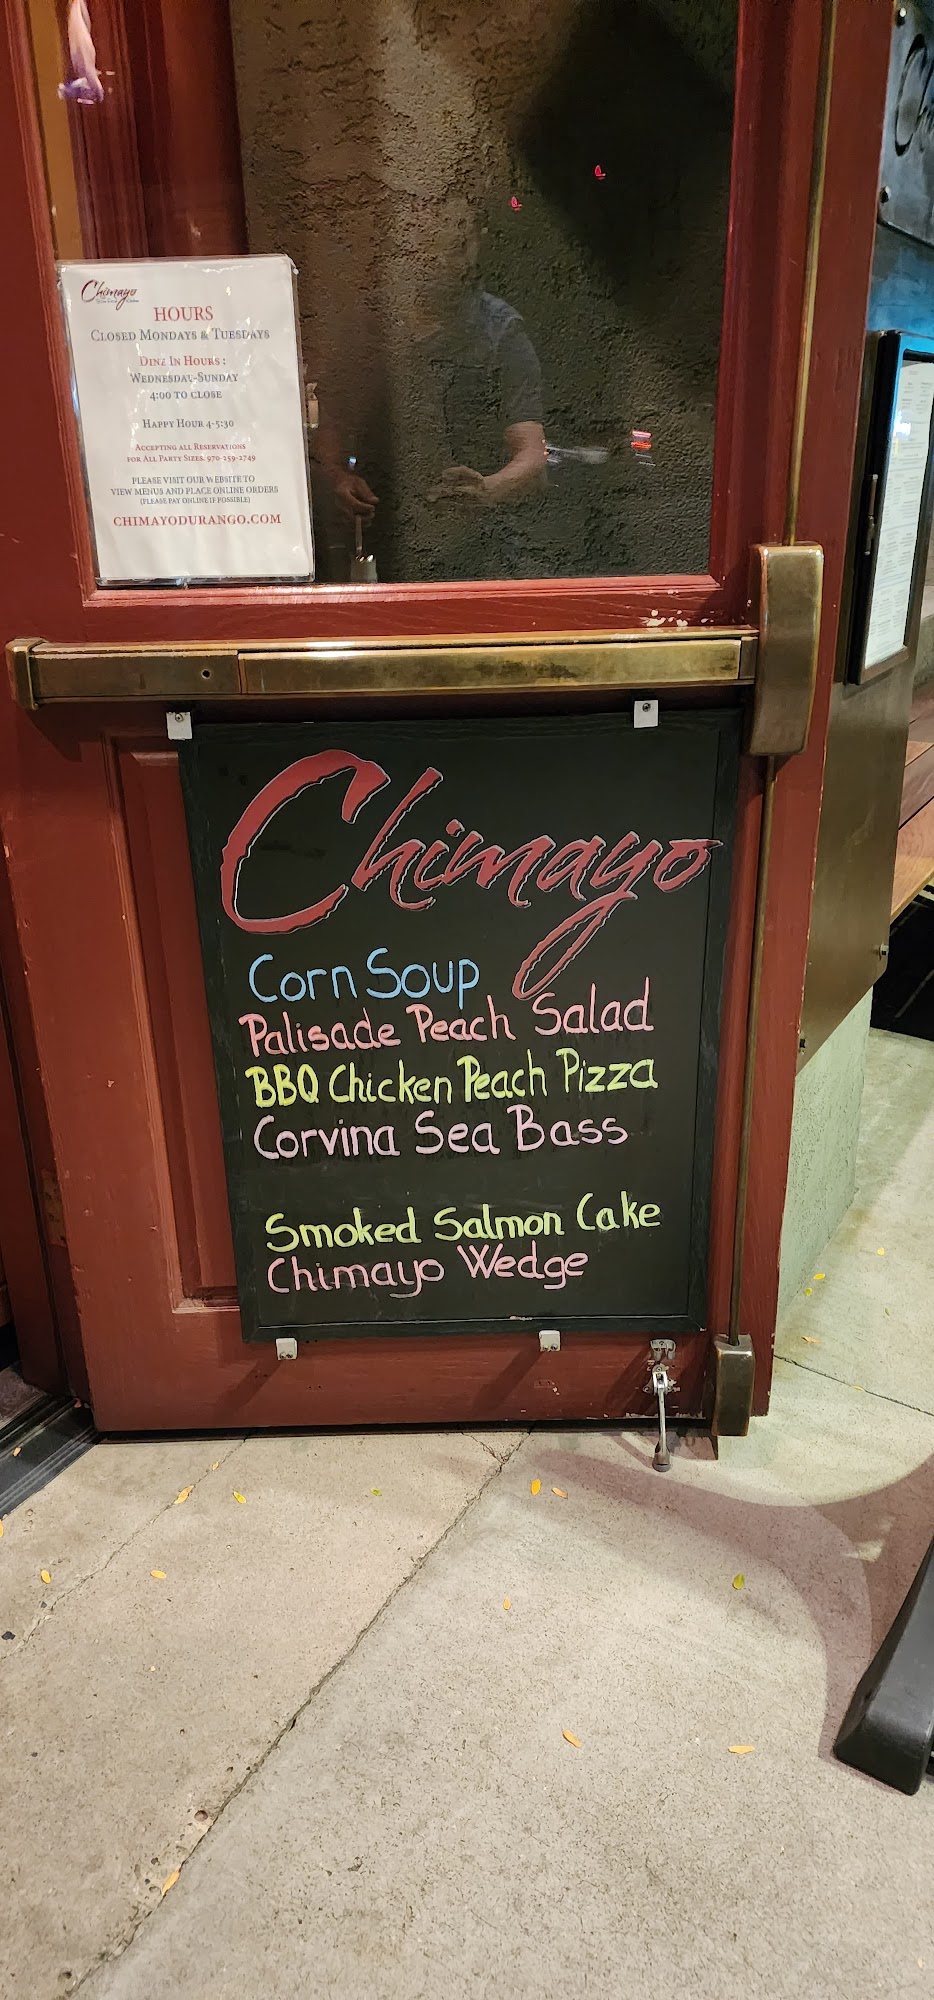 Chimayo
HOURS
CLOSED MONDAYS & TUESDAYS
DINE IN HOURS :
WEDNESDAY-SUNDAY
4:00 TO CLOSE
HAPPY HOUR 4-5:30
ACCEPTING ALL RESERVATIONS
FOR ALL PARTY SIZES. 970-259-2749
PLEASE VISIT OUR WEBSITE TO
VIEW MENUS AND PLACE ONLINE ORDERS
(PLEASE PAY ONLINE IF POSSIBLE)
CHIMAYODURANGO.COM
Chimayo
Corn Soup
Palisade Peach Salad
BBQ Chicken Peach Pizza
Corvina Sea Bass
Smoked Salmon Cake
Chimayo Wedge